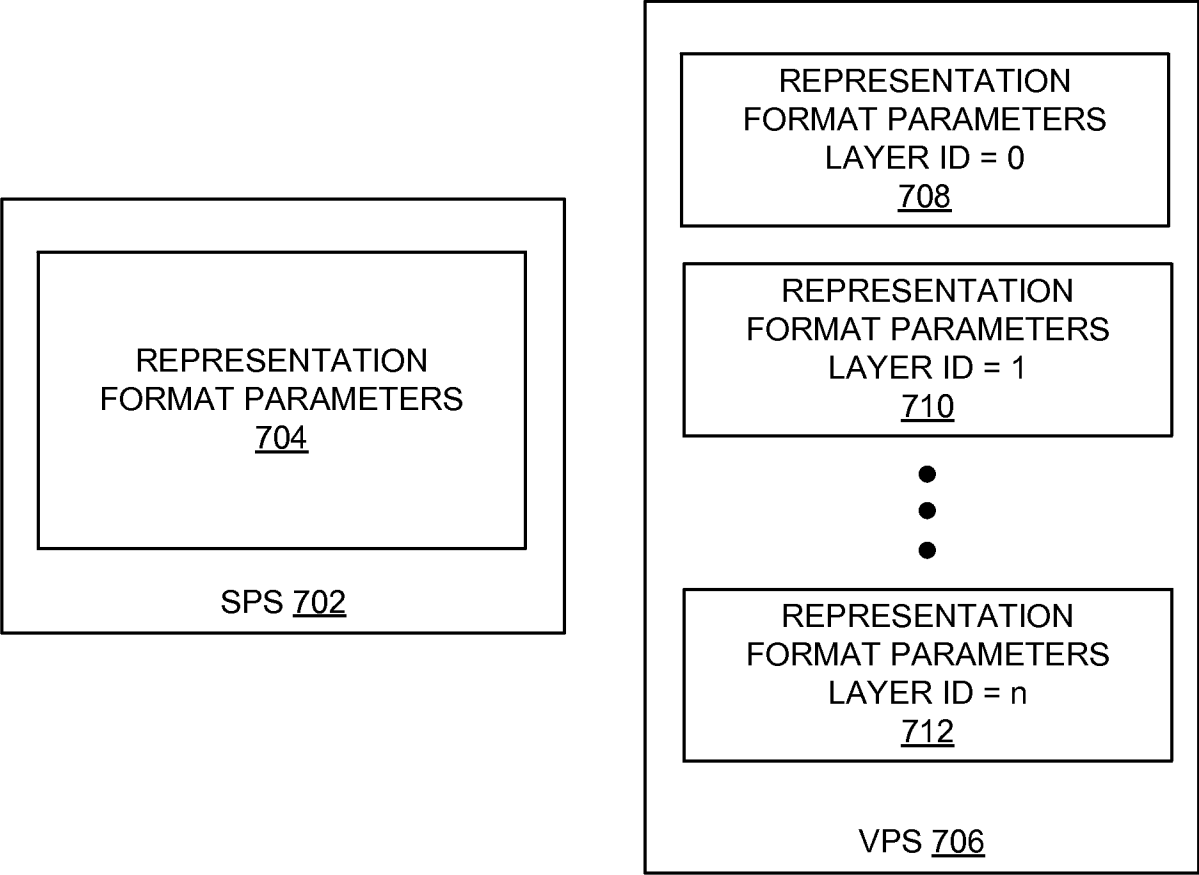 REPRESENTATION
FORMAT PARAMETERS
704
SPS 702
REPRESENTATION
FORMAT PARAMETERS
LAYER ID = 0
708
REPRESENTATION
FORMAT PARAMETERS
LAYER ID = 1
710
REPRESENTATION
FORMAT PARAMETERS
LAYER ID = n
712
VPS 706